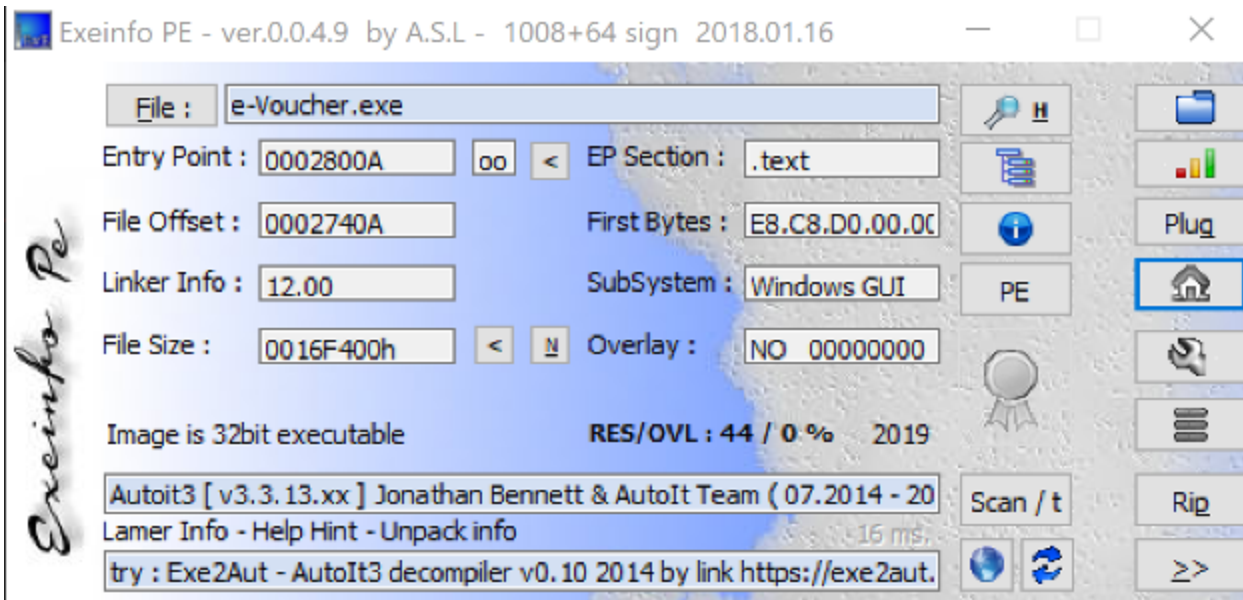 Exeinfo PE - ver.0.0.4.9 by A.S.L - 1008+64 sign 2018.01.16
File : e-Voucher.exe H
Entry Point : 0002800A oo < EP Section : .text
File Offset : 0002740A First Bytes : E8.C8.D0.00.0( Plug
Linker Info : 12.00 SubSystem : Windows GUI PE
File Size : 0016F400h < N Overlay : NO 00000000
Image is 32bit executable RES/OVL : 44 / 0 % 2019
Autoit3 [ v3.3.13.xx ] Jonathan Bennett & AutoIt Team ( 07.2014 - 20 Scan / t Rip
Lamer Info - Help Hint - Unpack info 16 ms.
try : Exe2Aut - AutoIt3 decompiler v0.10 2014 by link https://exe2aut. >>
Exeinfo Pe